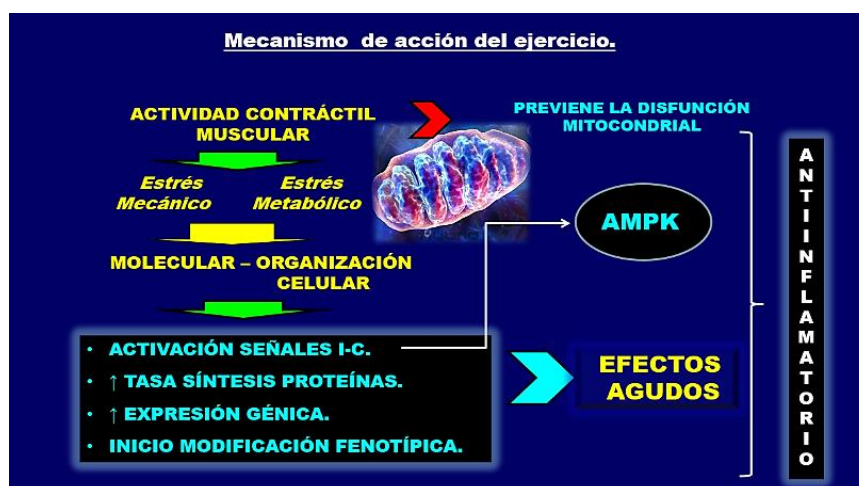 Mecanismo de acción del ejercicio.
ACTIVIDAD CONTRÁCTIL
MUSCULAR
PREVIENE LA DISFUNCIÓN
MITOCONDRIAL
Estrés
Mecánico
Estrés
Metabólico
AMPK
MOLECULAR – ORGANIZACIÓN
CELULAR
• ACTIVACIÓN SEÑALES I-C.
• ↑ TASA SÍNTESIS PROTEÍNAS.
• ↑ EXPRESIÓN GÉNICA.
• INICIO MODIFICACIÓN FENOTÍPICA.
EFECTOS
AGUDOS
ANTIINFLAMATORIO